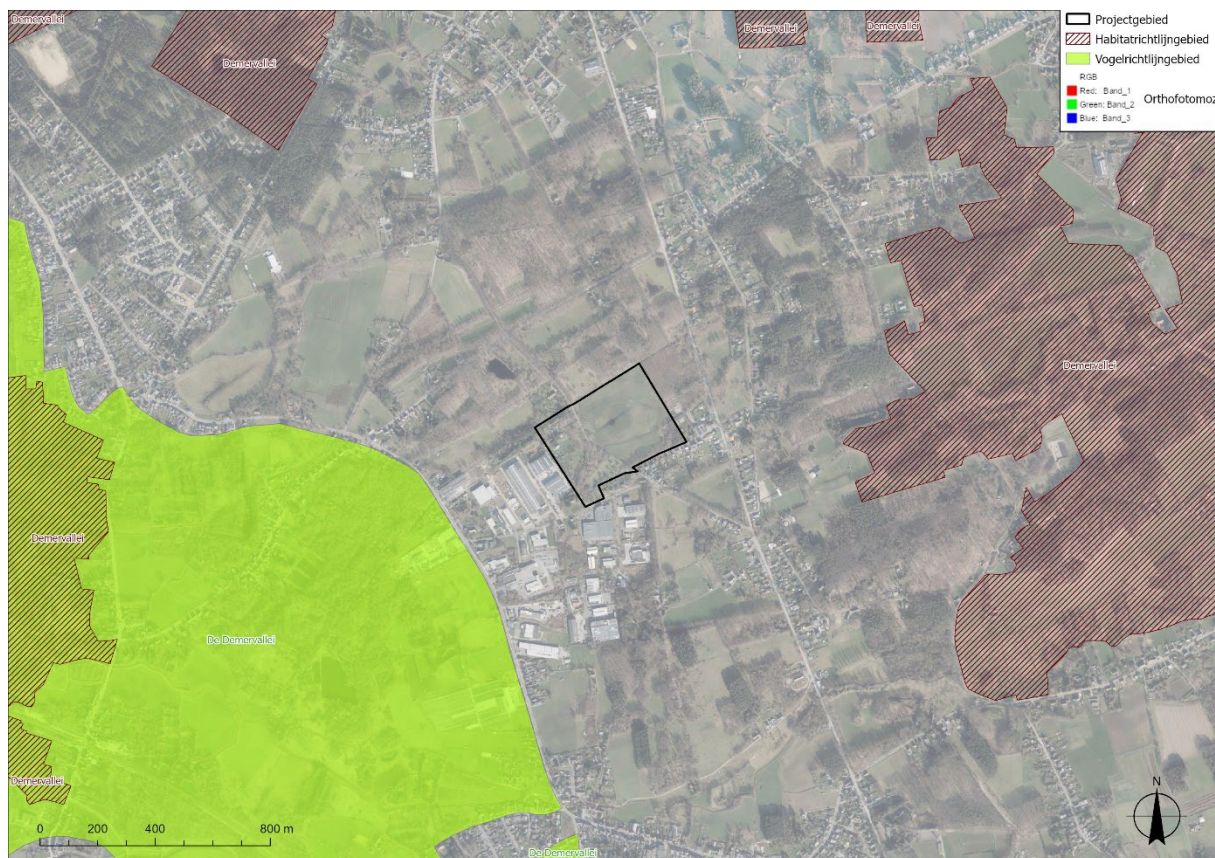 Demervallei
Demervallei
Demervallei
Demervallei
Projectgebied
Habitatrichtlijngebied
Vogelrichtlijngebied
RGB
Red: Band_1
Green: Band_2
Blue: Band_3
Orthofotomoz
Demervallei
Demervallei
De Demervallei
Demervallei
N
0 200 400 800 m
De Demervallei